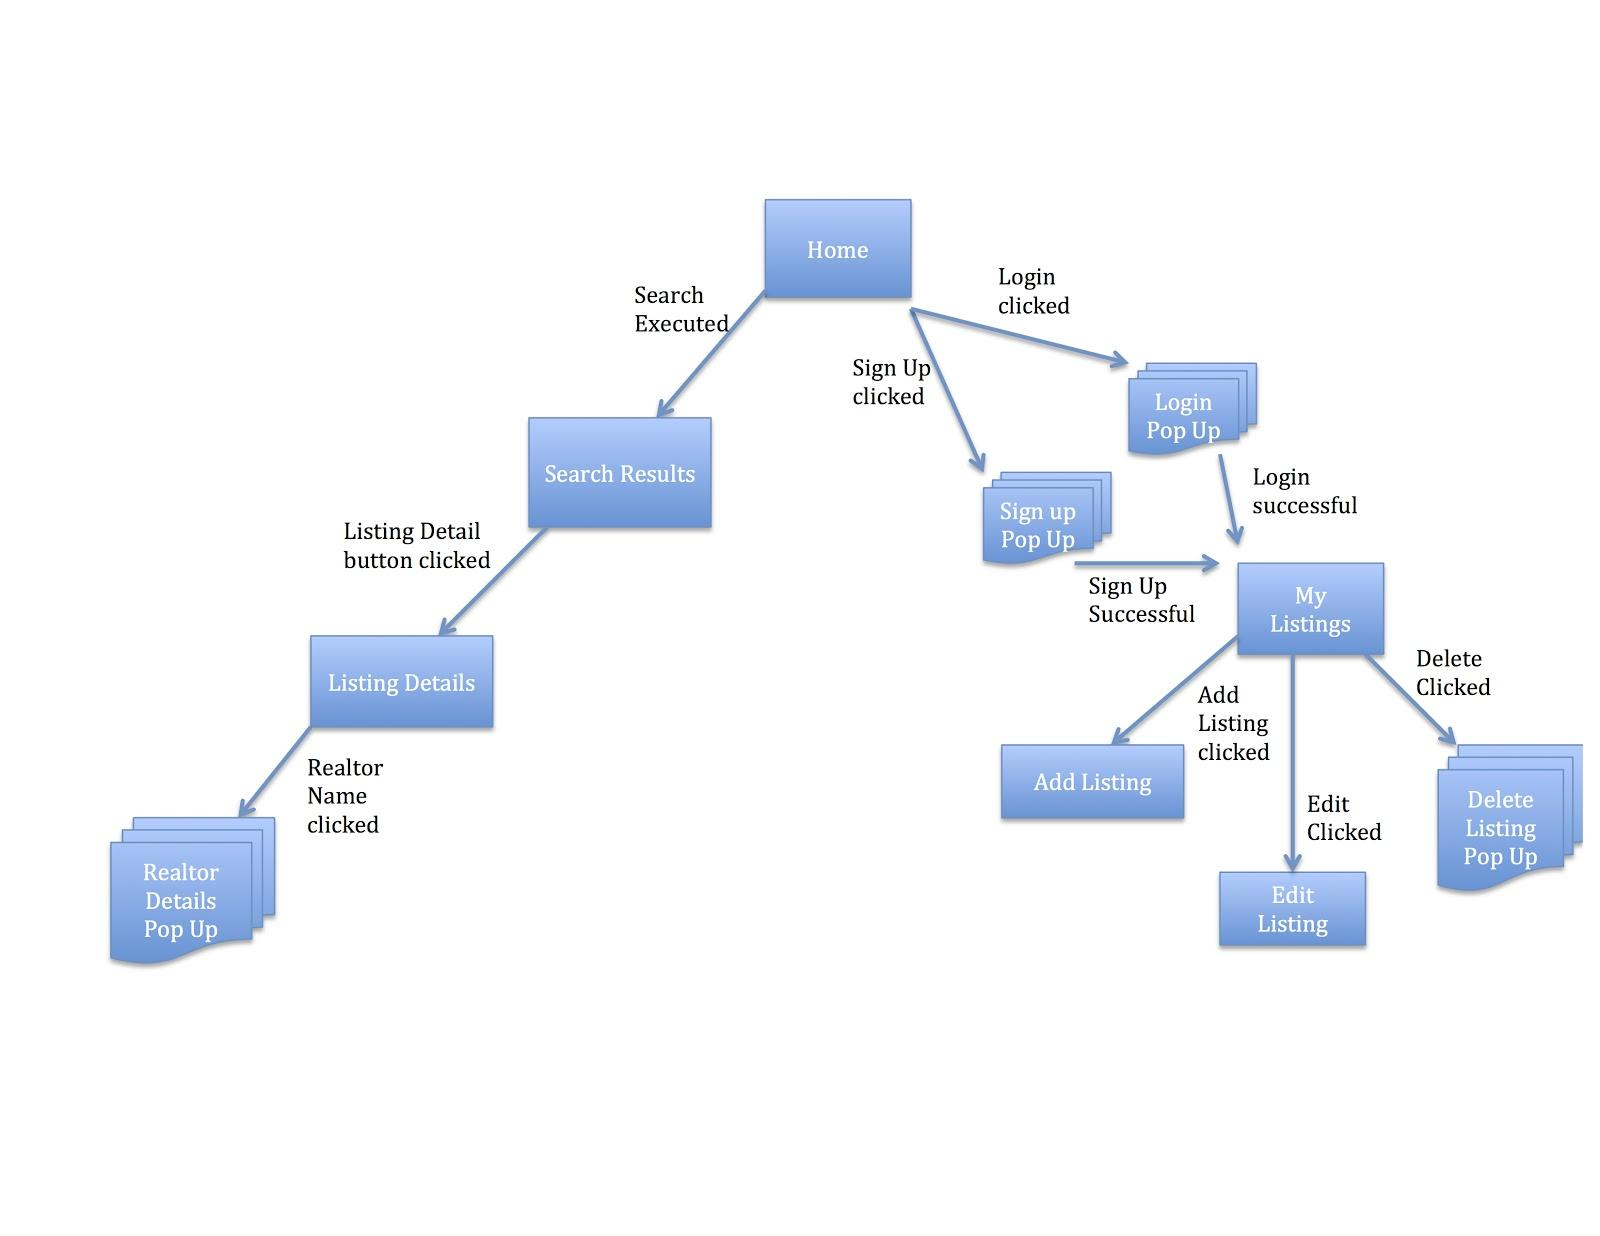 Home
Login
clicked
Search
Executed
Sign Up
clicked
Login
Pop Up
Search Results
Login
successful
Sign up
Pop Up
Listing Detail
button clicked
Sign Up
Successful
My
Listings
Listing Details
Delete
Clicked
Add
Listing
clicked
Add Listing
Realtor
Name
clicked
Edit
Clicked
Delete
Listing
Pop Up
Realtor
Details
Pop Up
Edit
Listing